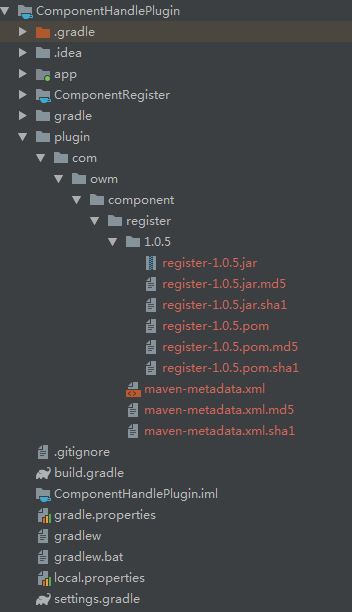 ComponentHandlePlugin
.gradle
.idea
app
ComponentRegister
gradle
plugin
com
owm
component
register
1.0.5
register-1.0.5.jar
register-1.0.5.jar.md5
register-1.0.5.jar.sha1
register-1.0.5.pom
register-1.0.5.pom.md5
register-1.0.5.pom.sha1
maven-metadata.xml
maven-metadata.xml.md5
maven-metadata.xml.sha1
.gitignore
build.gradle
ComponentHandlePlugin.iml
gradle.properties
gradlew
gradlew.bat
local.properties
settings.gradle